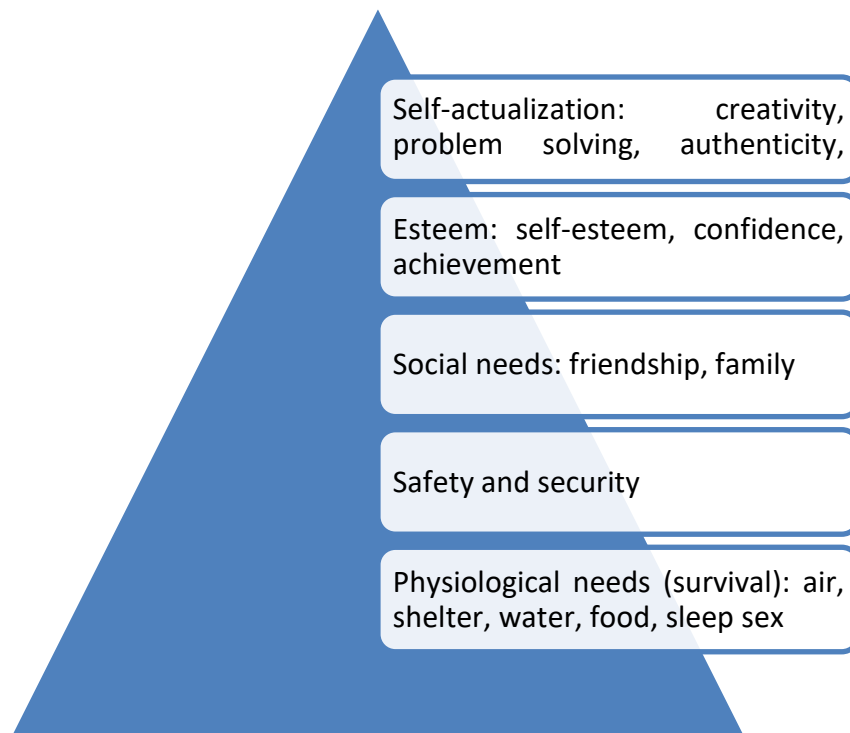 Self-actualization: creativity,
problem solving, authenticity,
Esteem: self-esteem, confidence,
achievement
Social needs: friendship, family
Safety and security
Physiological needs (survival): air,
shelter, water, food, sleep sex